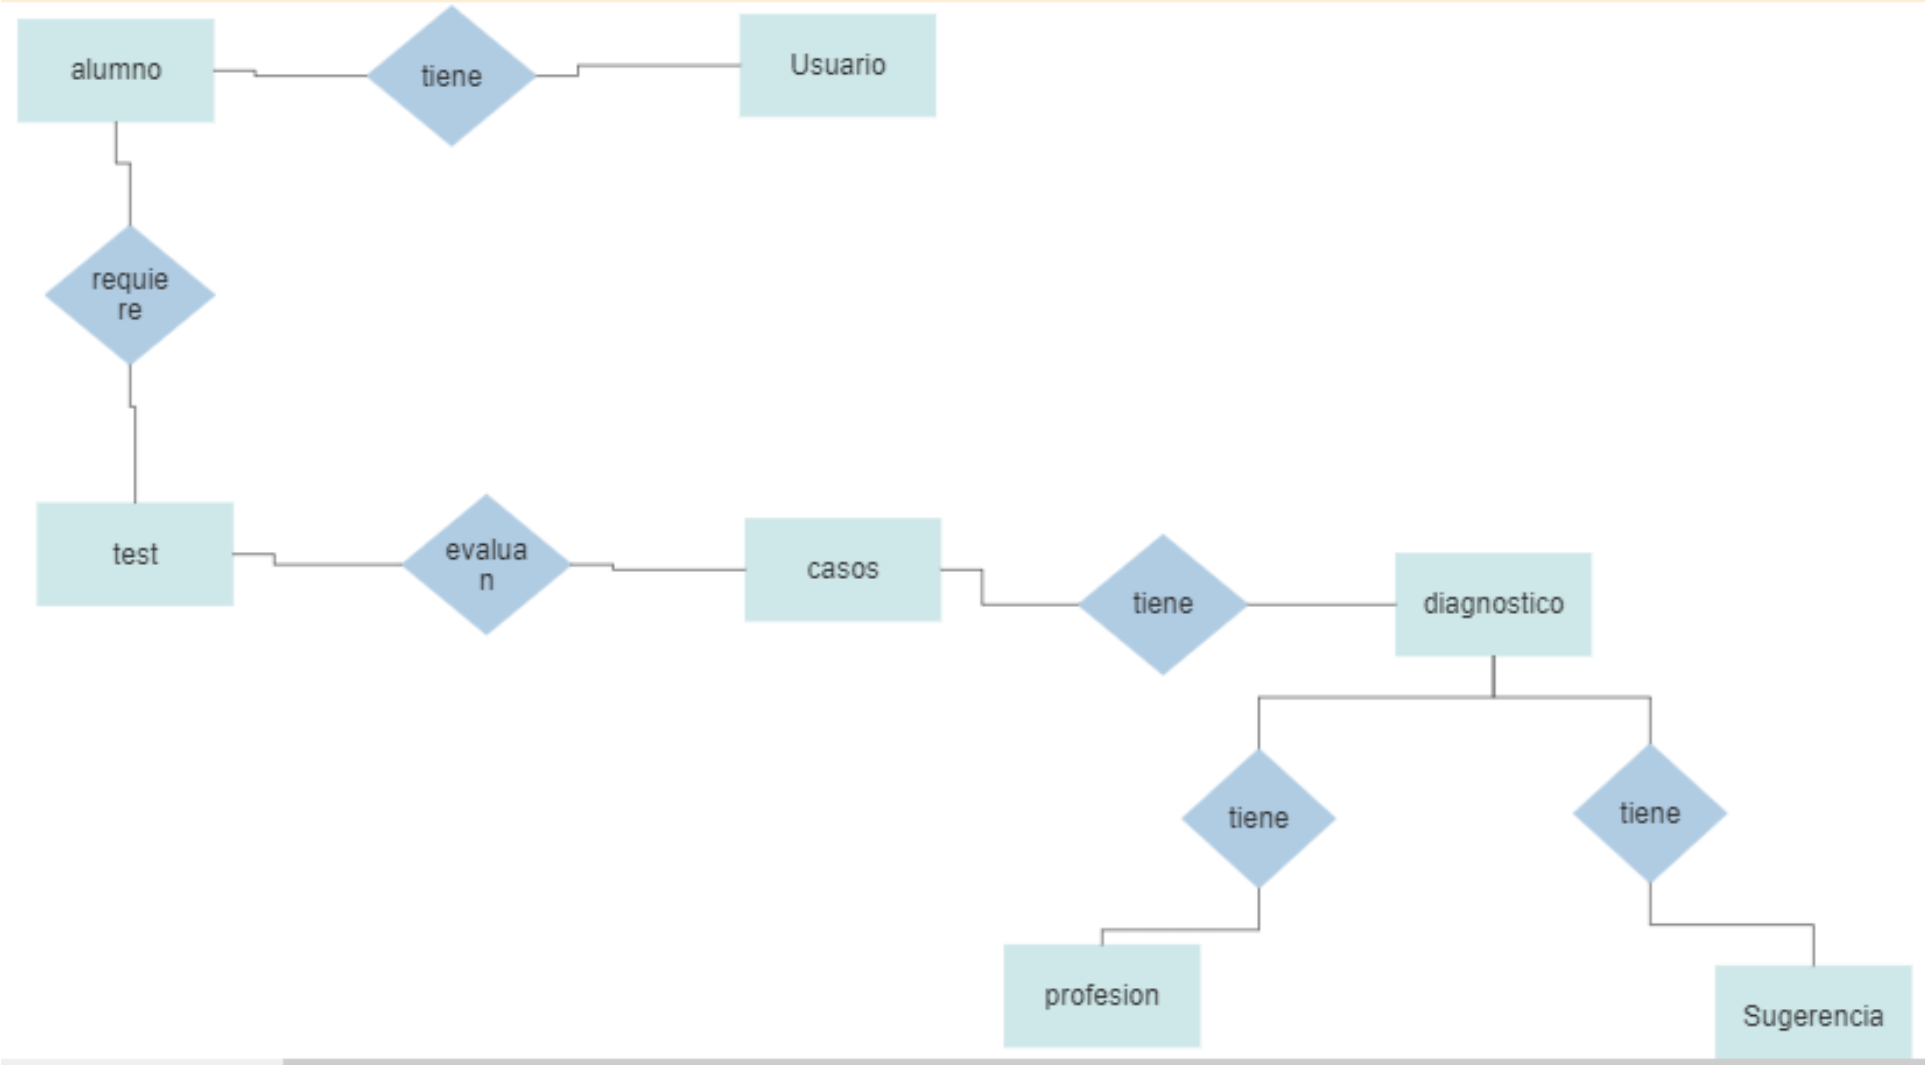 alumno
tiene
Usuario
requie
re
test
evalua
n
casos
tiene
diagnostico
tiene
tiene
profesion
Sugerencia